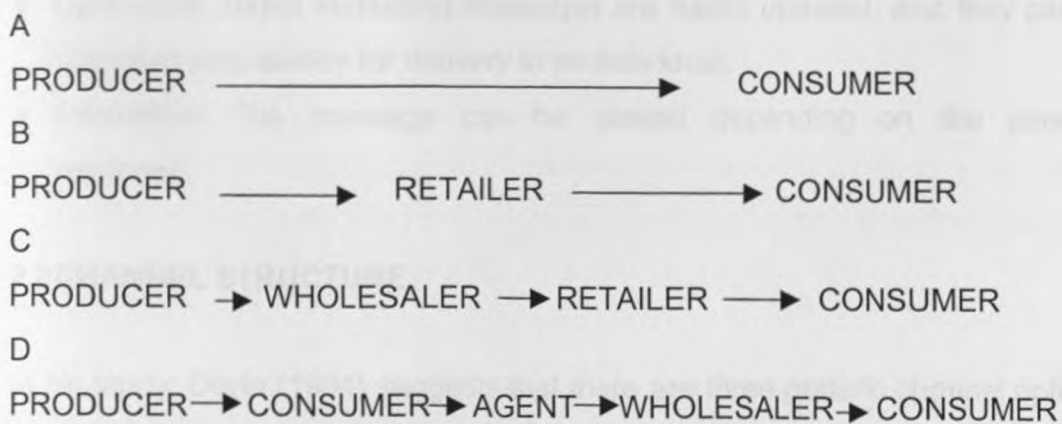 A
PRODUCER → CONSUMER
B
PRODUCER → RETAILER → CONSUMER
C
PRODUCER → WHOLESALER → RETAILER → CONSUMER
D
PRODUCER → CONSUMER → AGENT → WHOLESALER → CONSUMER